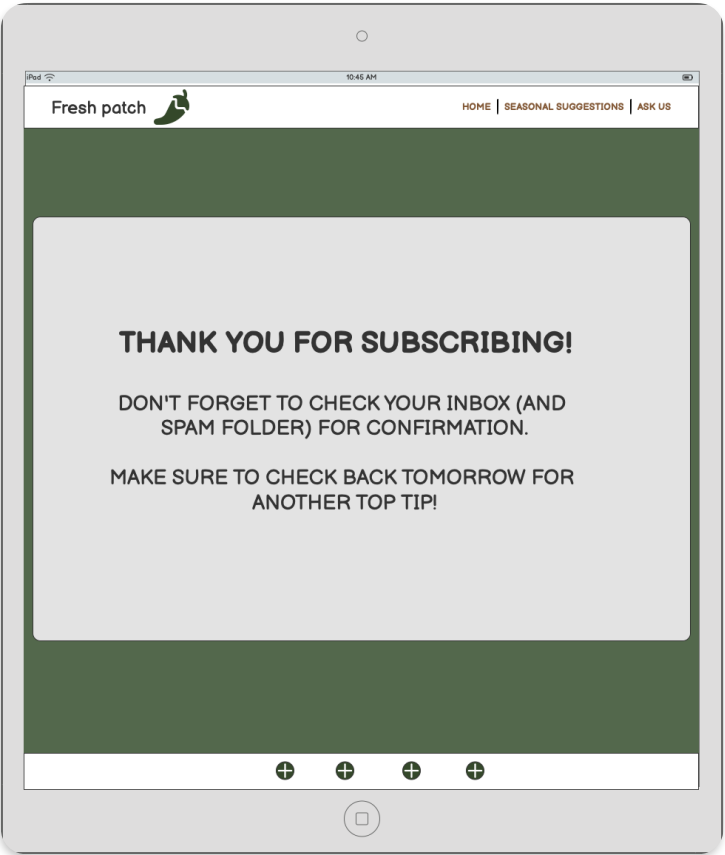 iPad
10:45 AM
Fresh patch
HOME
SEASONAL SUGGESTIONS
ASK US
THANK YOU FOR SUBSCRIBING!
DON'T FORGET TO CHECK YOUR INBOX (AND
SPAM FOLDER) FOR CONFIRMATION.
MAKE SURE TO CHECK BACK TOMORROW FOR
ANOTHER TOP TIP!